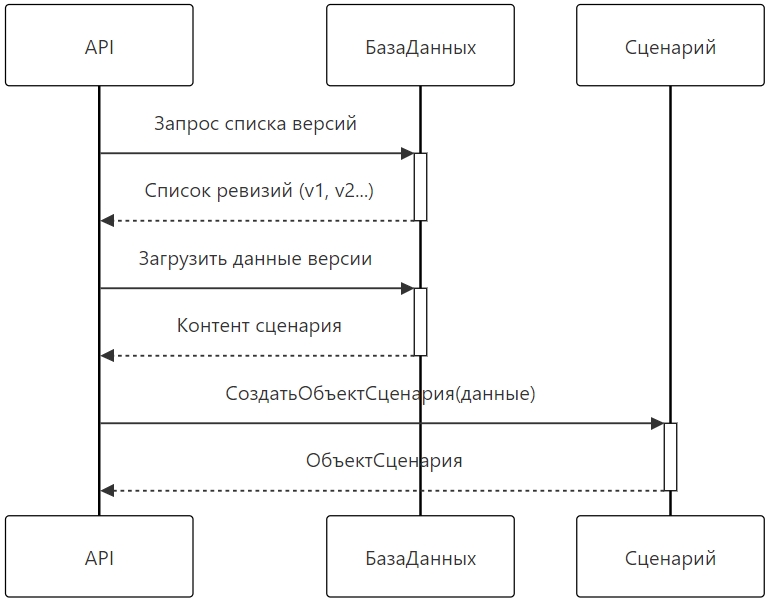 API
БазаДанных
Сценарий
Запрос списка версий
Список ревизий (v1, v2...)
Загрузить данные версии
Контент сценария
СоздатьОбъектСценария(данные)
ОбъектСценария
API
БазаДанных
Сценарий